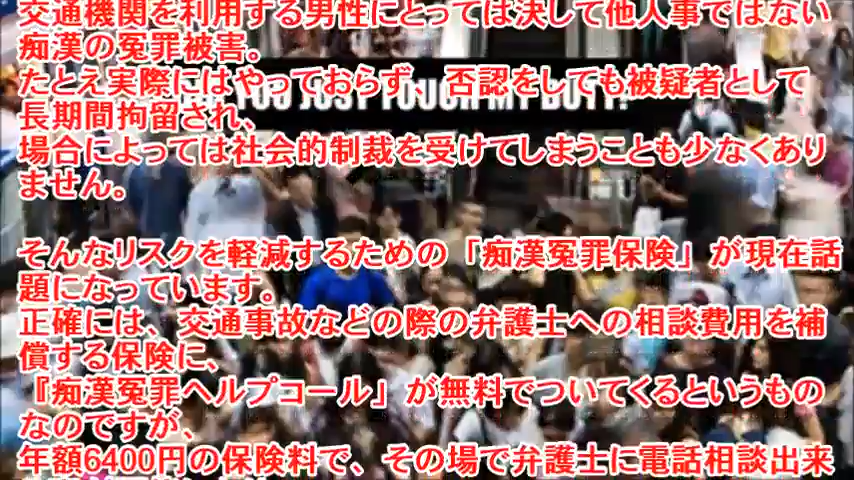 交通機関を利用する男性にとっては決して他人事ではない
痴漢の冤罪被害。
たとえ実際にはやっておらず、否認をしても被疑者として
長期間拘留され、
場合によっては社会的制裁を受けてしまうことも少なくあり
ません。
そんなリスクを軽減するための「痴漢冤罪保険」が現在話
題になっています。
正確には、交通事故などの際の弁護士への相談費用を補
償する保険に、
『痴漢冤罪ヘルプコール」が無料でついてくるというもの
なのですが、
年額6400円の保険料で、その場で弁護士に電話相談出来
YOU JUST TOUCH MY BUTT?